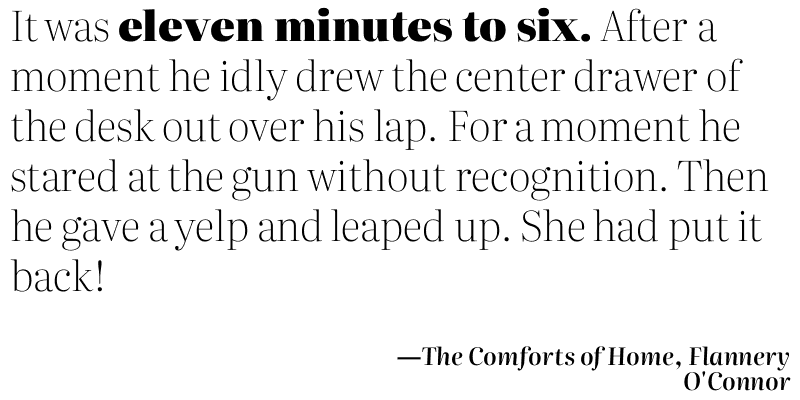 It was eleven minutes to six. After a
moment he idly drew the center drawer of
the desk out over his lap. For a moment he
stared at the gun without recognition. Then
he gave a yelp and leaped up. She had put it
back!
—The Comforts of Home, Flannery
O'Connor